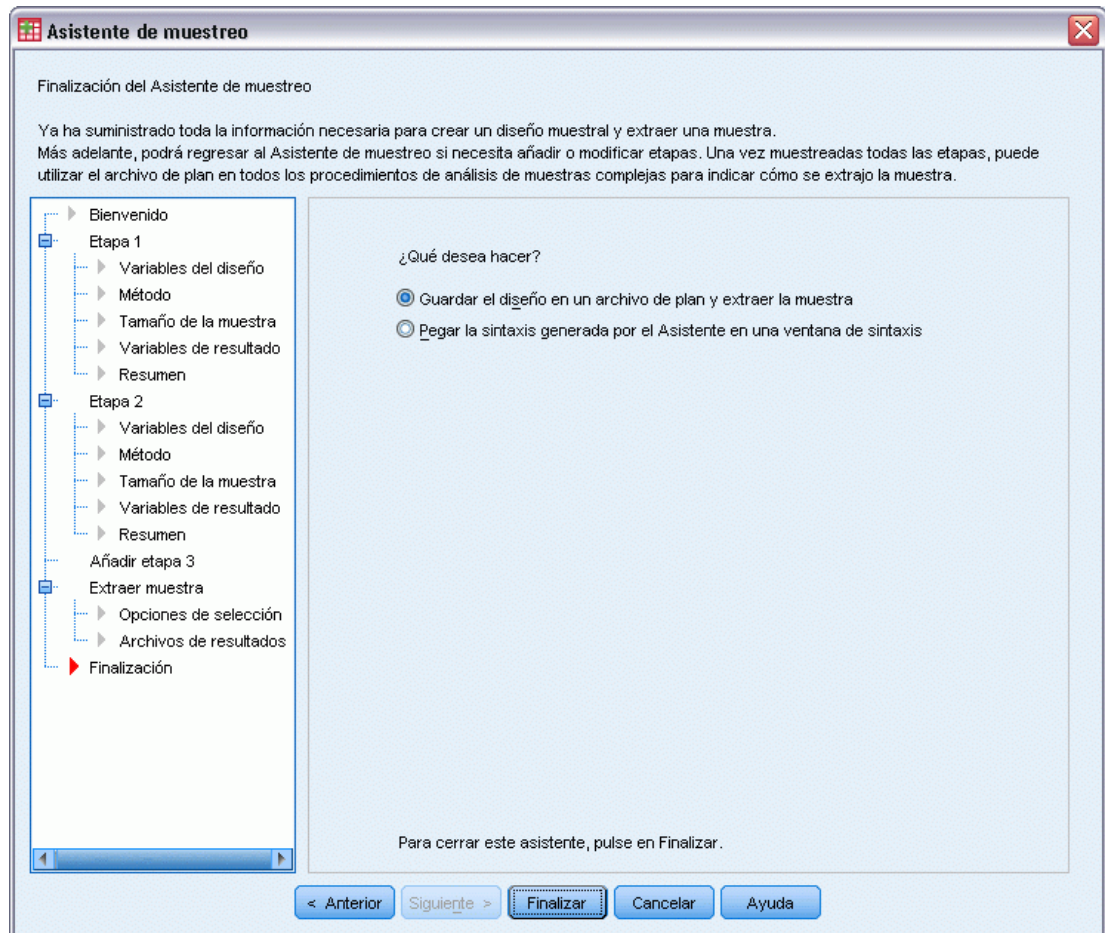 Asistente de muestreo
Finalización del Asistente de muestreo
Ya ha suministrado toda la información necesaria para crear un diseño muestral y extraer una muestra.
Más adelante, podrá regresar al Asistente de muestreo si necesita añadir o modificar etapas. Una vez muestreadas todas las etapas, puede
utilizar el archivo de plan en todos los procedimientos de análisis de muestras complejas para indicar cómo se extrajo la muestra.
Bienvenido
Etapa 1
Variables del diseño
Método
Tamaño de la muestra
Variables de resultado
Resumen
Etapa 2
Variables del diseño
Método
Tamaño de la muestra
Variables de resultado
Resumen
Añadir etapa 3
Extraer muestra
Opciones de selección
Archivos de resultados
Finalización
¿Qué desea hacer?
Guardar el diseño en un archivo de plan y extraer la muestra
Pegar la sintaxis generada por el Asistente en una ventana de sintaxis
Para cerrar este asistente, pulse en Finalizar.
< Anterior
Siguiente >
Finalizar
Cancelar
Ayuda